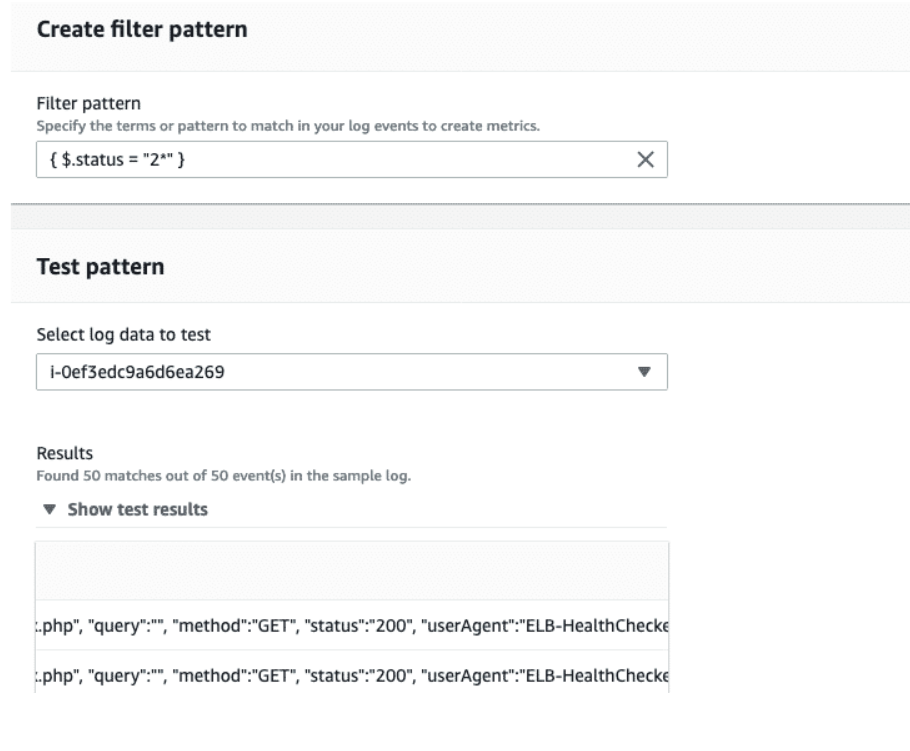 Create filter pattern
Filter pattern
Specify the terms or pattern to match in your log events to create metrics.
{ $.status = "2*" }
Test pattern
Select log data to test
i-0ef3edc9a6d6ea269
Results
Found 50 matches out of 50 event(s) in the sample log.
Show test results
.php", "query":"", "method":"GET", "status":"200", "userAgent":"ELB-HealthChecke
.php", "query":"", "method":"GET", "status":"200", "userAgent":"ELB-HealthChecke